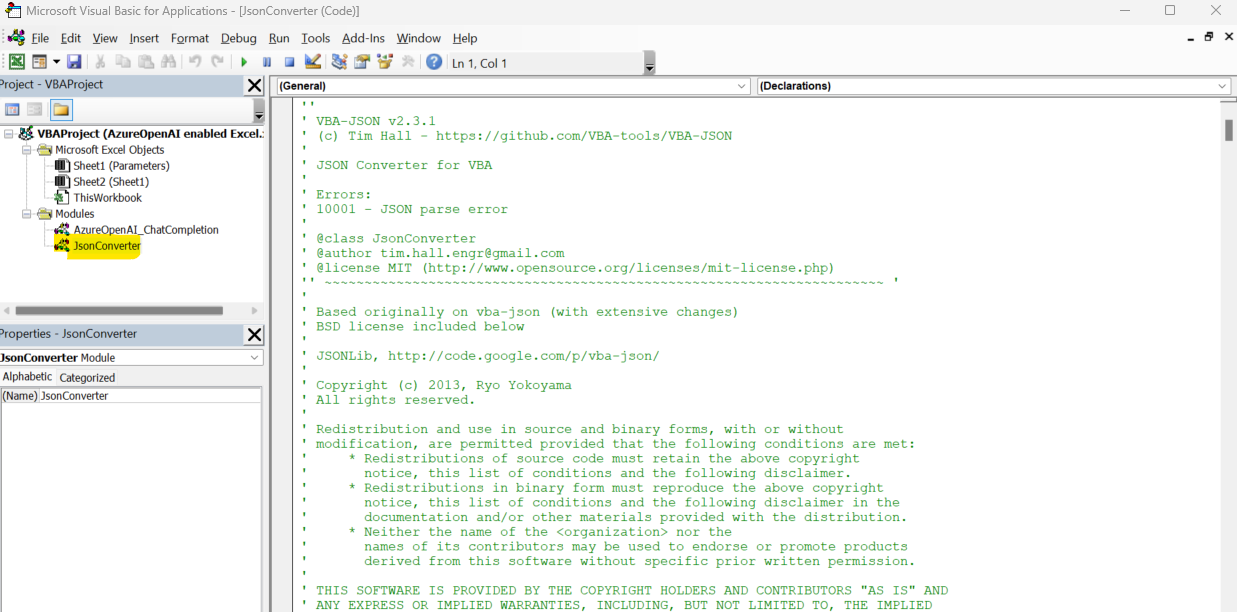 Microsoft Visual Basic for Applications - [JsonConverter (Code)]
File Edit View Insert Format Debug Run Tools Add-Ins Window Help
Ln 1, Col 1
Project - VBAProject
(General)
(Declarations)
VBAProject (AzureOpenAI enabled Excel.
Microsoft Excel Objects
Sheet1 (Parameters)
Sheet2 (Sheet1)
ThisWorkbook
Modules
AzureOpenAI_ChatCompletion
JsonConverter
Properties - JsonConverter
JsonConverter Module
Alphabetic Categorized
(Name) JsonConverter
''
' VBA-JSON v2.3.1
' (c) Tim Hall - https://github.com/VBA-tools/VBA-JSON
'
' JSON Converter for VBA
'
' Errors:
' 10001 - JSON parse error
'
' @class JsonConverter
' @author tim.hall.engr@gmail.com
' @license MIT (http://www.opensource.org/licenses/mit-license.php)
'' ~~~~~~~~~~~~~~~~~~~~~~~~~~~~~~~~~~~~~~~~~~~~~~~~~~~~~~~~~~~~~~~~~~~~~~ '
'
' Based originally on vba-json (with extensive changes)
' BSD license included below
'
' JSONLib, http://code.google.com/p/vba-json/
'
' Copyright (c) 2013, Ryo Yokoyama
' All rights reserved.
'
' Redistribution and use in source and binary forms, with or without
' modification, are permitted provided that the following conditions are met:
' * Redistributions of source code must retain the above copyright
' notice, this list of conditions and the following disclaimer.
' * Redistributions in binary form must reproduce the above copyright
' notice, this list of conditions and the following disclaimer in the
' documentation and/or other materials provided with the distribution.
' * Neither the name of the <organization> nor the
' names of its contributors may be used to endorse or promote products
' derived from this software without specific prior written permission.
'
' THIS SOFTWARE IS PROVIDED BY THE COPYRIGHT HOLDERS AND CONTRIBUTORS "AS IS" AND
' ANY EXPRESS OR IMPLIED WARRANTIES, INCLUDING, BUT NOT LIMITED TO, THE IMPLIED